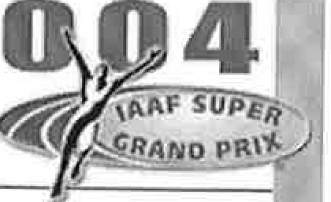 004
IAAF SUPER
GRAND PRIX